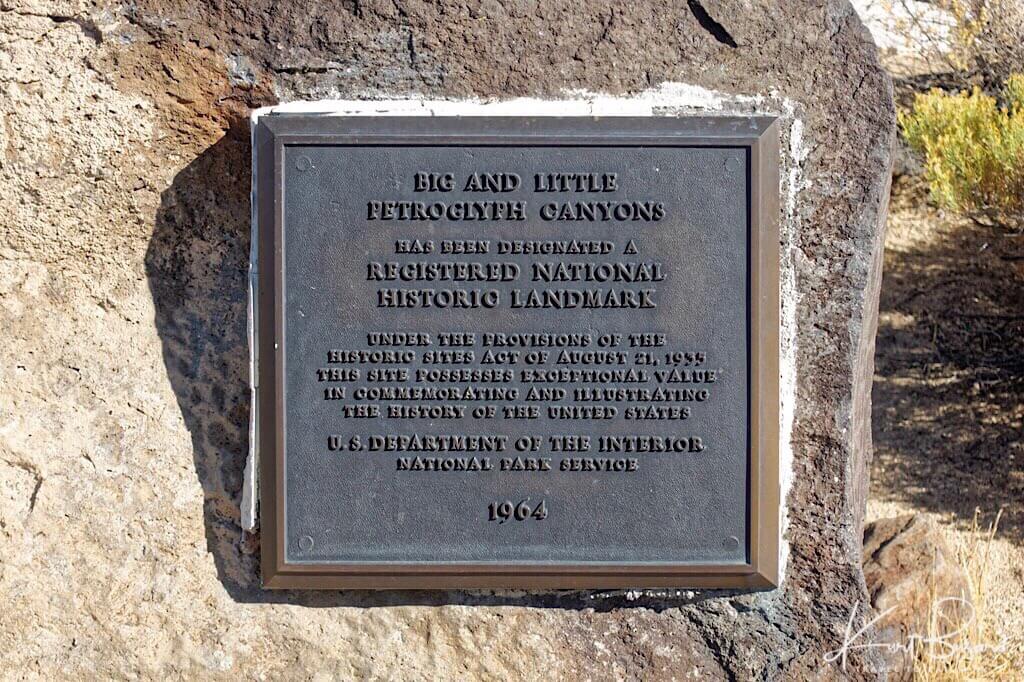 BIG AND LITTLE
PETROGLYPH CANYONS
HAS BEEN DESIGNATED A
REGISTERED NATIONAL
HISTORIC LANDMARK
UNDER THE PROVISIONS OF THE
HISTORIC SITES ACT OF AUGUST 21, 1935
THIS SITE POSSESSES EXCEPTIONAL VALUE
IN COMMEMORATING AND ILLUSTRATING
THE HISTORY OF THE UNITED STATES
U.S. DEPARTMENT OF THE INTERIOR
NATIONAL PARK SERVICE
1964
Kurt